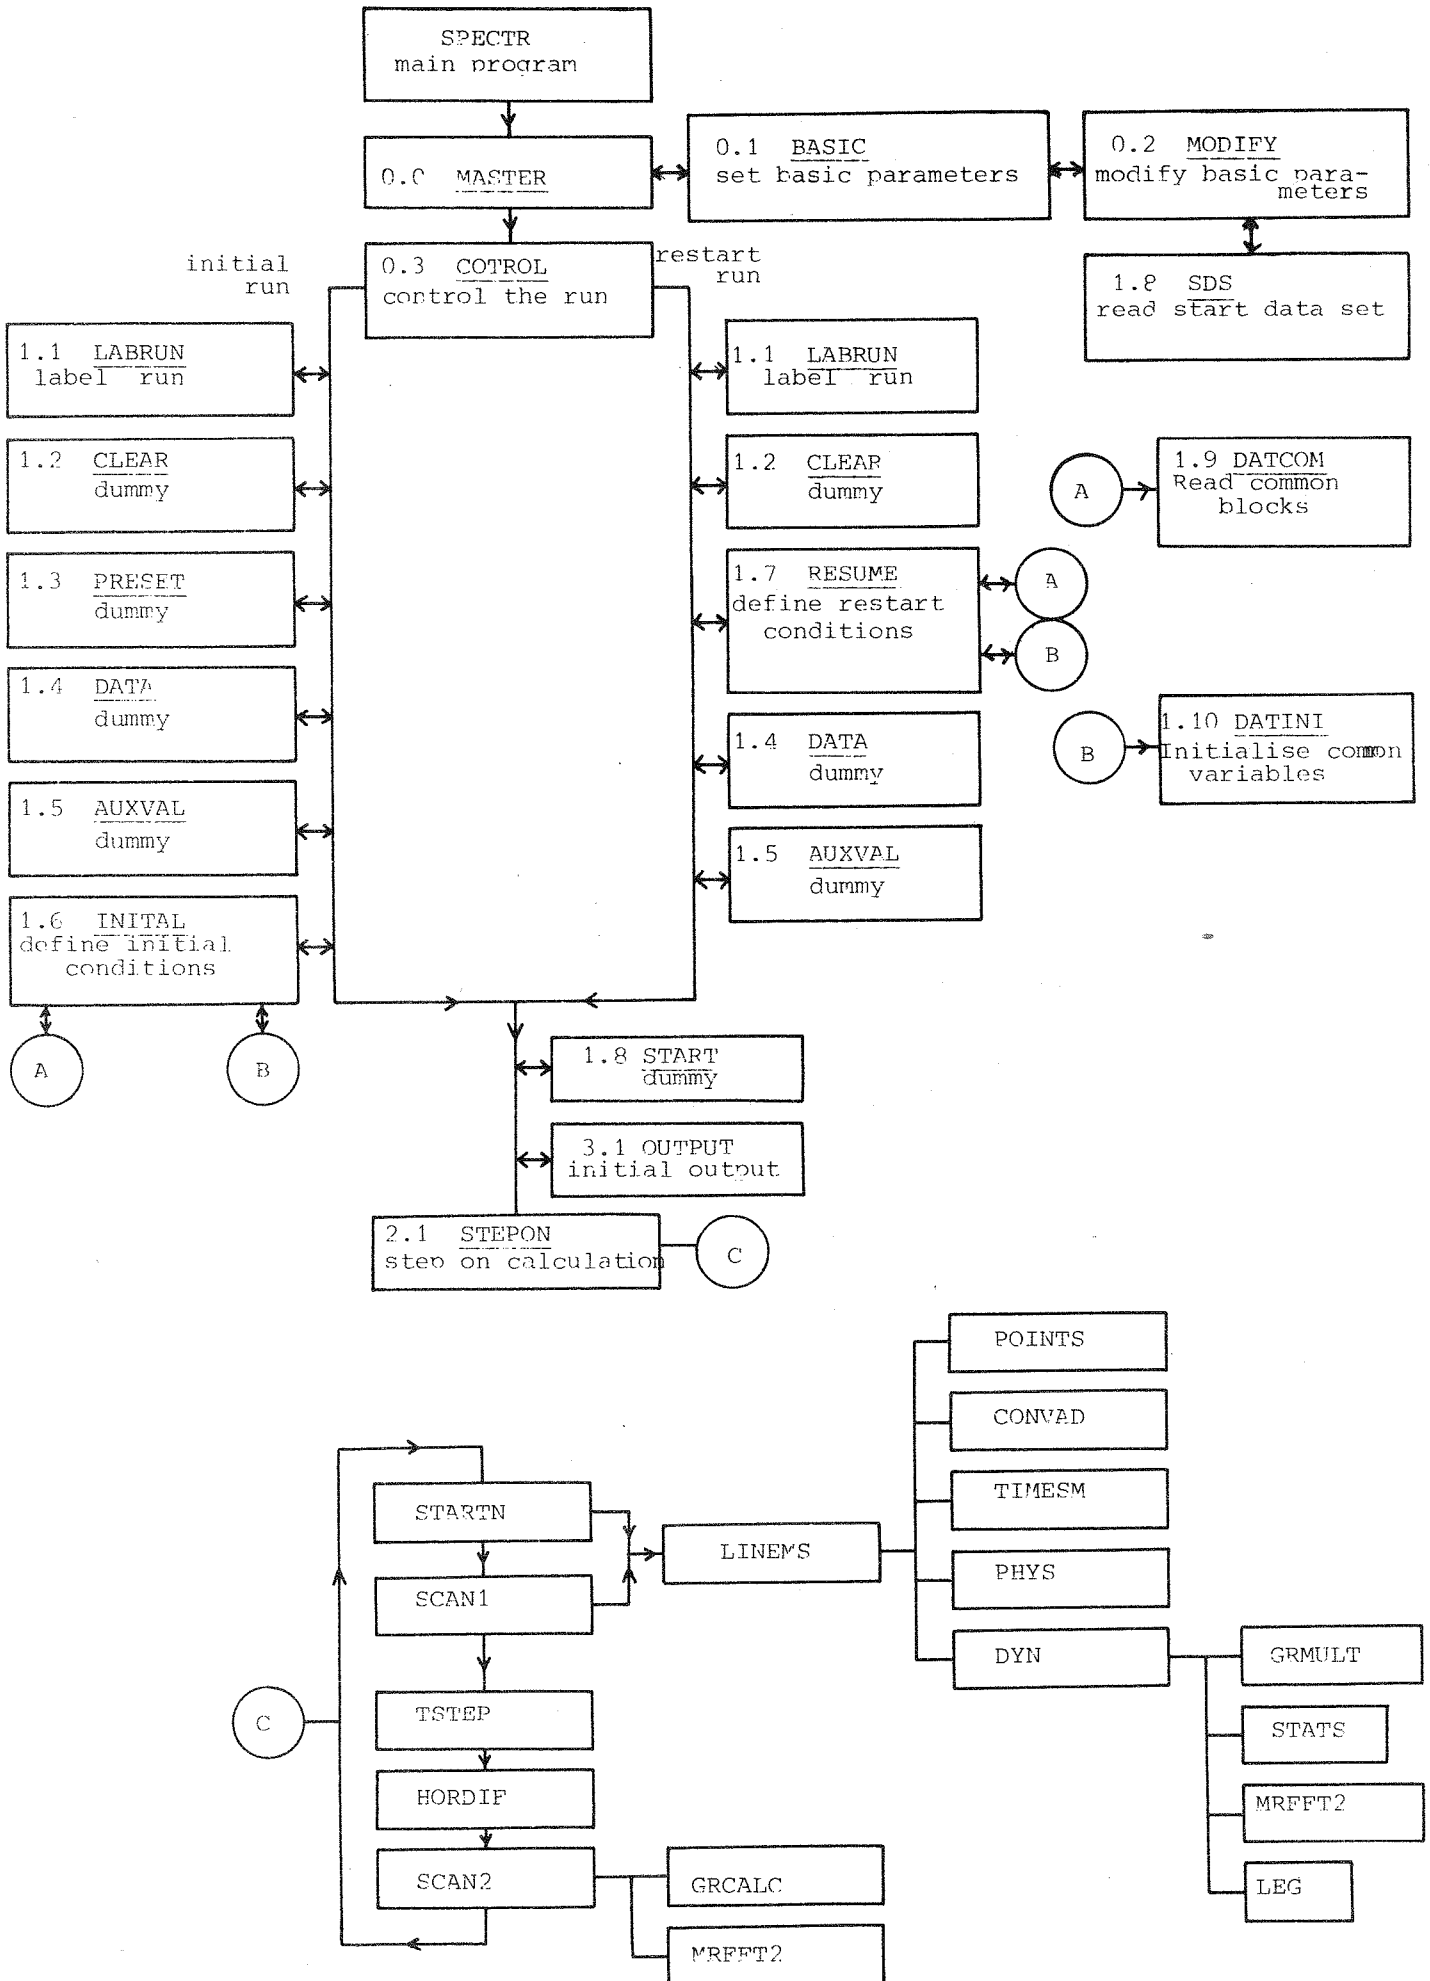 SPECTR
main program
0.0 MASTER
0.1 BASIC
set basic parameters
0.2 MODIFY
modify basic para-
meters
1.8 SDS
read start data set
initial
run
0.3 COTROL
control the run
restart
run
1.1 LABRUN
label run
1.2 CLEAR
dummy
1.3 PRESET
dummy
1.4 DATA
dummy
1.5 AUXVAL
dummy
1.6 INITAL
define initial
conditions
A
B
1.1 LABRUN
label run
1.2 CLEAR
dummy
1.7 RESUME
define restart
conditions
A
B
1.4 DATA
dummy
1.5 AUXVAL
dummy
A
1.9 DATCOM
Read common
blocks
B
1.10 DATINI
Initialise common
variables
1.8 START
dummy
3.1 OUTPUT
initial output
2.1 STEPON
step on calculation
C
C
STARTN
SCAN1
TSTEP
HORDIF
SCAN2
GRCALC
MRFFT2
LINEMS
POINTS
CONVAD
TIMESM
PHYS
DYN
GRMULT
STATS
MRFFT2
LEG